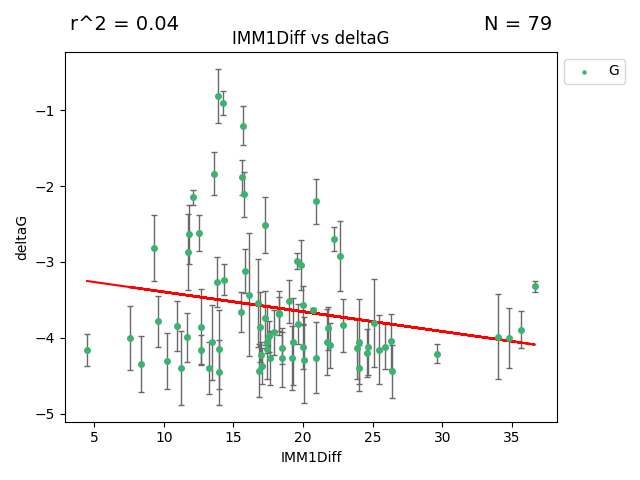 r^2 = 0.04
N = 79
IMM1Diff vs deltaG
G
−1
−2
−3
−4
−5
deltaG
5 10 15 20 25 30 35
IMM1Diff